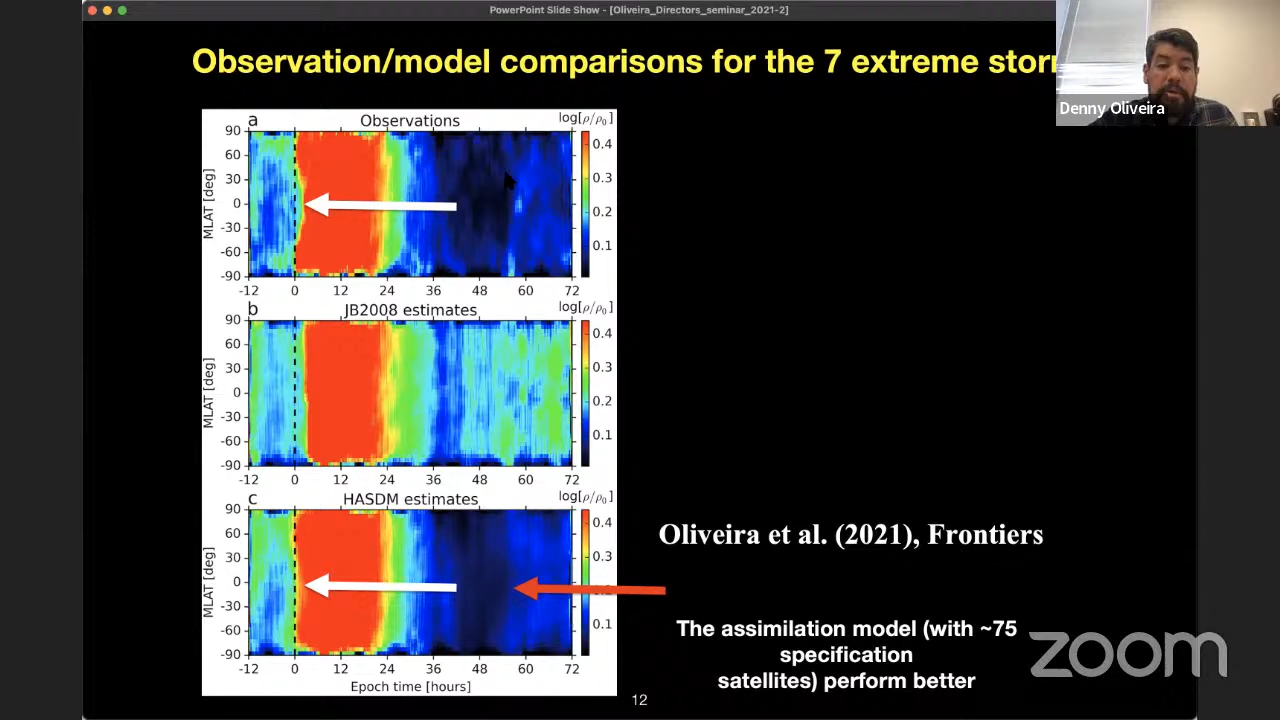 PowerPoint Slide Show - [Oliveira_Directors_seminar_2021-2]
Observation/model comparisons for the 7 extreme stor
Denny Oliveira
a
Observations
log[ρ/ρ0]
90
60
30
0
-30
-60
-90
MLAT [deg]
0.4
0.3
0.2
0.1
-12 0 12 24 36 48 60 72
b
JB2008 estimates
log[ρ/ρ0]
90
60
30
0
-30
-60
-90
MLAT [deg]
0.4
0.3
0.2
0.1
-12 0 12 24 36 48 60 72
c
HASDM estimates
log[ρ/ρ0]
90
60
30
0
-30
-60
-90
MLAT [deg]
0.4
0.3
0.1
-12 0 12 24 36 48 60 72
Epoch time [hours]
Oliveira et al. (2021), Frontiers
The assimilation model (with ~75
specification
satellites) perform better
12
zoom